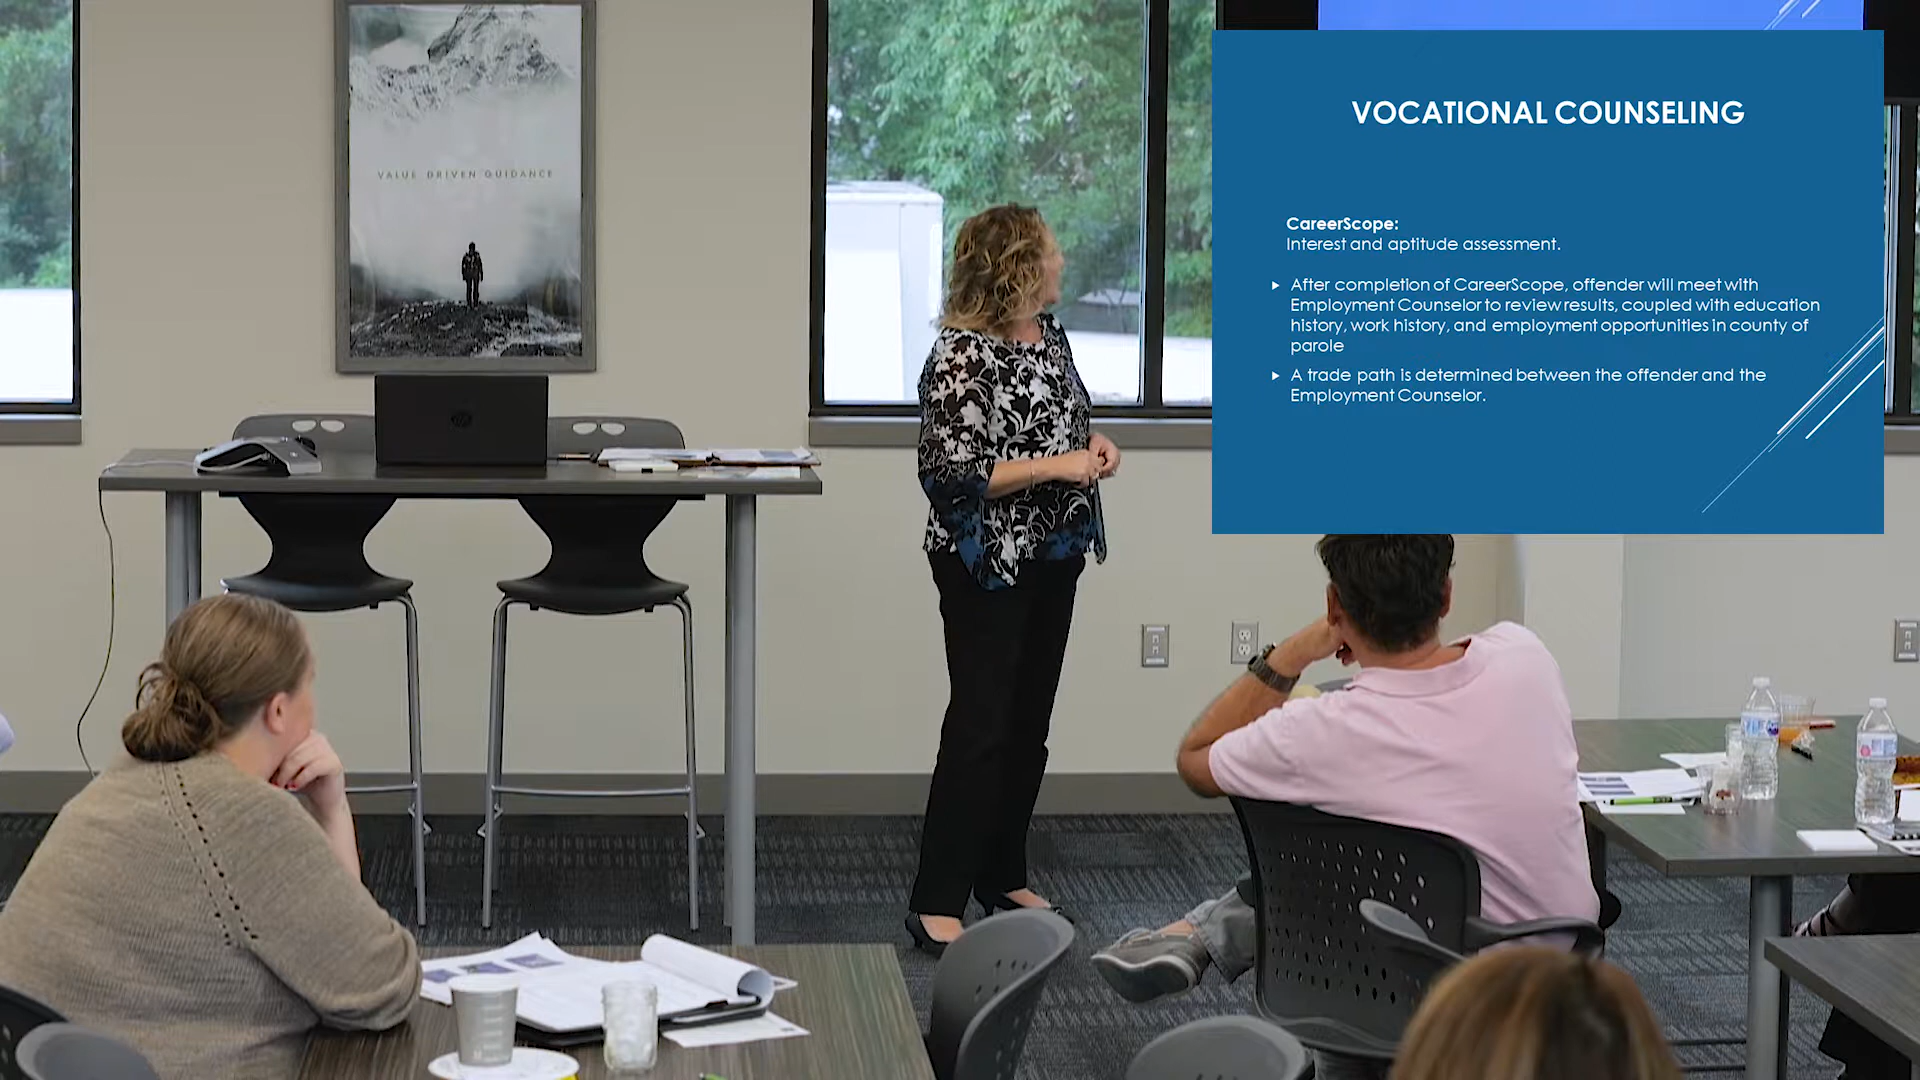 VALUE DRIVEN GUIDANCE
VOCATIONAL COUNSELING
CareerScope:
Interest and aptitude assessment.
After completion of CareerScope, offender will meet with
Employment Counselor to review results, coupled with education
history, work history, and employment opportunities in county of
parole
A trade path is determined between the offender and the
Employment Counselor.